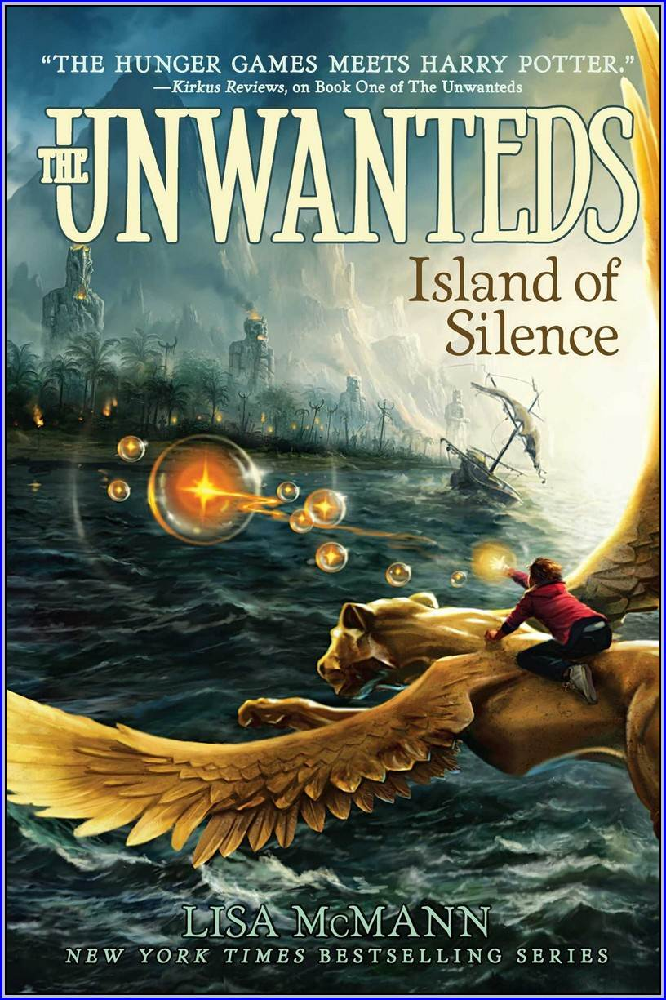 “THE HUNGER GAMES MEETS HARRY POTTER.”
—Kirkus Reviews, on Book One of The Unwanteds
THE UNWANTEDS
Island of
Silence
LISA McMANN
NEW YORK TIMES BESTSELLING SERIES